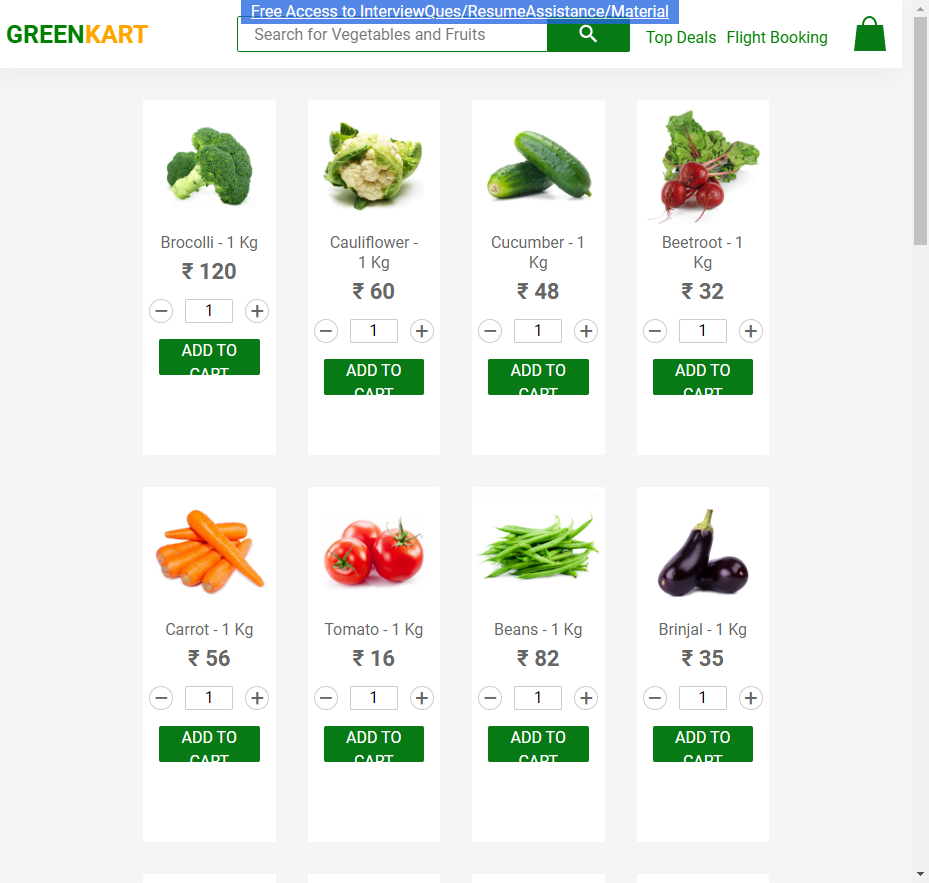 Free Access to InterviewQues/ResumeAssistance/Material
GREENKART
Search for Vegetables and Fruits
Top Deals Flight Booking
Brocolli - 1 Kg
₹ 120
1
ADD TO
CART
Cauliflower -
1 Kg
₹ 60
1
ADD TO
CART
Cucumber - 1
Kg
₹ 48
1
ADD TO
CART
Beetroot - 1
Kg
₹ 32
1
ADD TO
CART
Carrot - 1 Kg
₹ 56
1
ADD TO
CART
Tomato - 1 Kg
₹ 16
1
ADD TO
CART
Beans - 1 Kg
₹ 82
1
ADD TO
CART
Brinjal - 1 Kg
₹ 35
1
ADD TO
CART